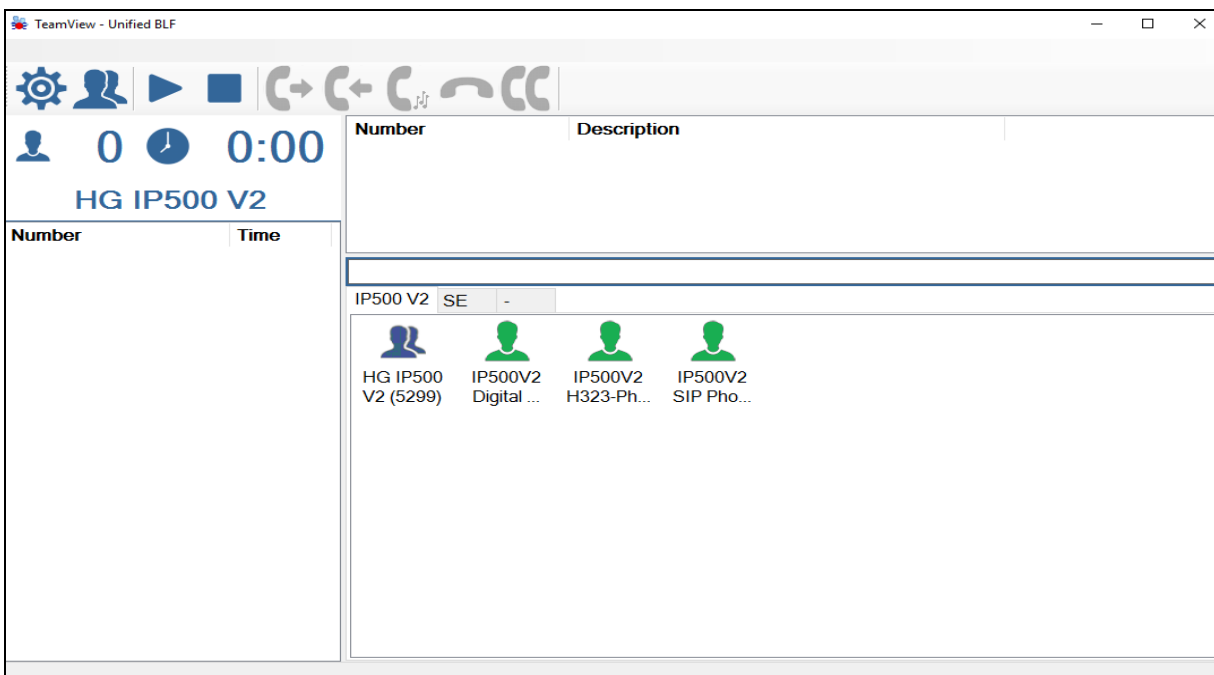 TeamView - Unified BLF
0 0:00
HG IP500 V2
Number Time
Number Description
IP500 V2 SE -
HG IP500 V2 (5299)
IP500V2 Digital ...
IP500V2 H323-Ph...
IP500V2 SIP Pho...